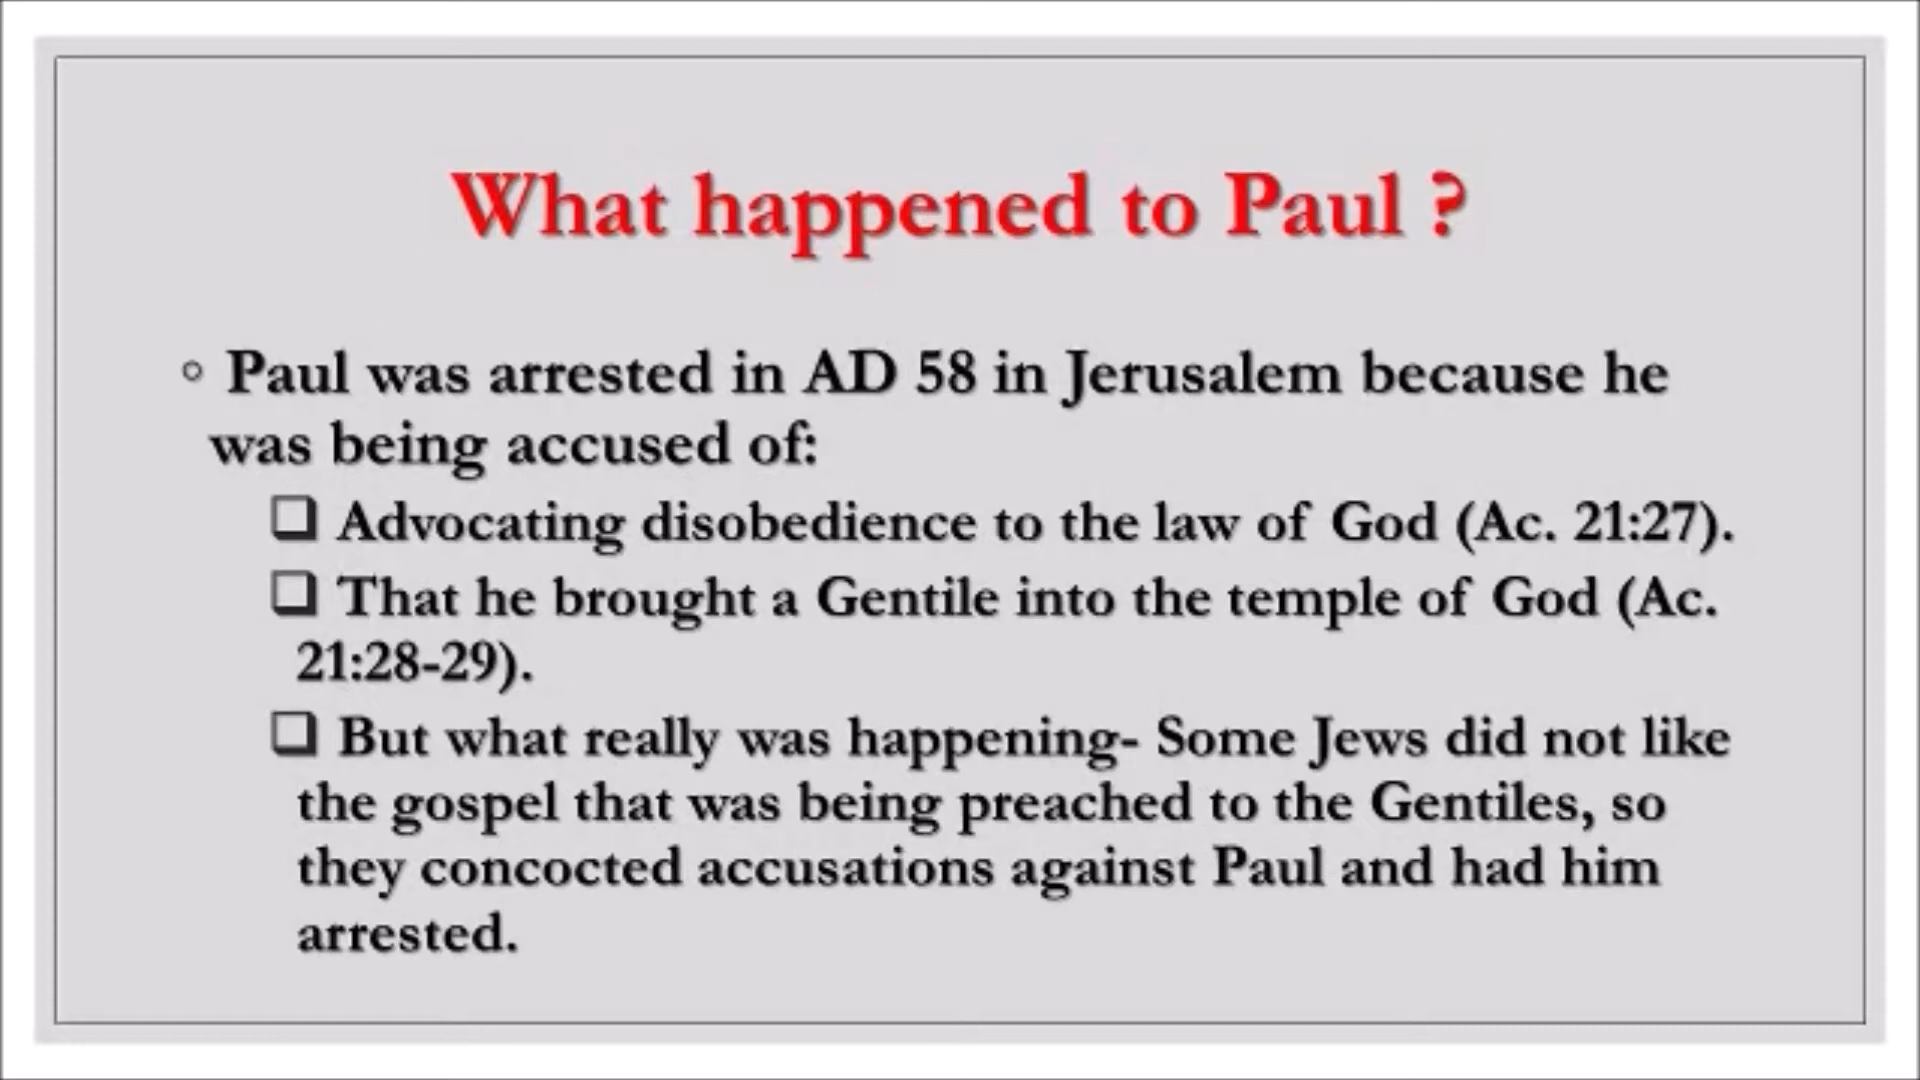 What happened to Paul ?
◦ Paul was arrested in AD 58 in Jerusalem because he
was being accused of:
❑ Advocating disobedience to the law of God (Ac. 21:27).
❑ That he brought a Gentile into the temple of God (Ac.
21:28-29).
❑ But what really was happening- Some Jews did not like
the gospel that was being preached to the Gentiles, so
they concocted accusations against Paul and had him
arrested.